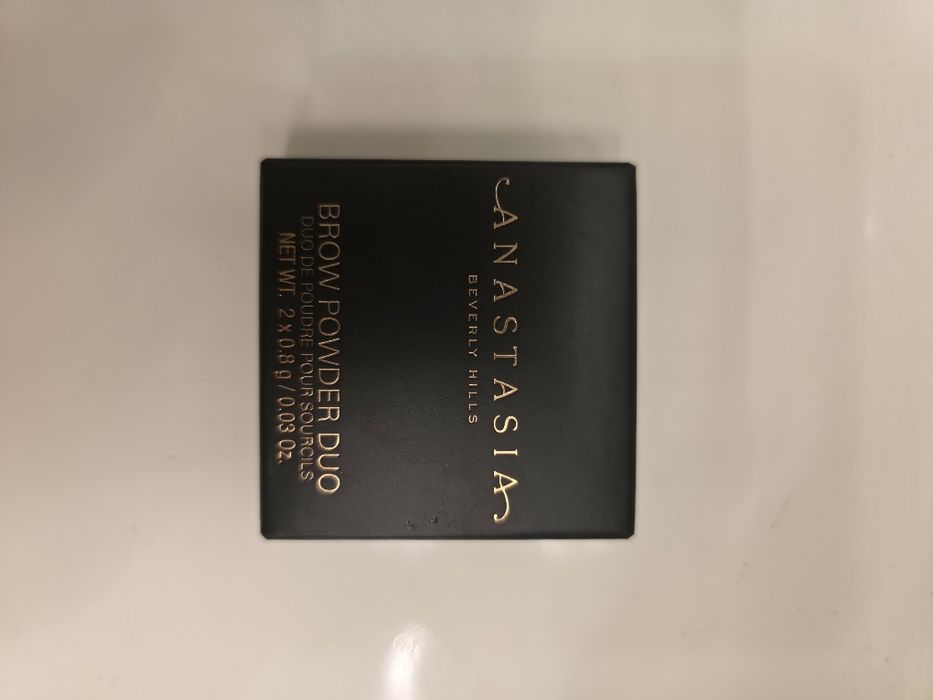 ANASTASIA
BEVERLY HILLS
BROW POWDER DUO
DUO DE POUDRE POUR SOURCILS
NET WT. 2 x 0.8 g / 0.03 Oz.